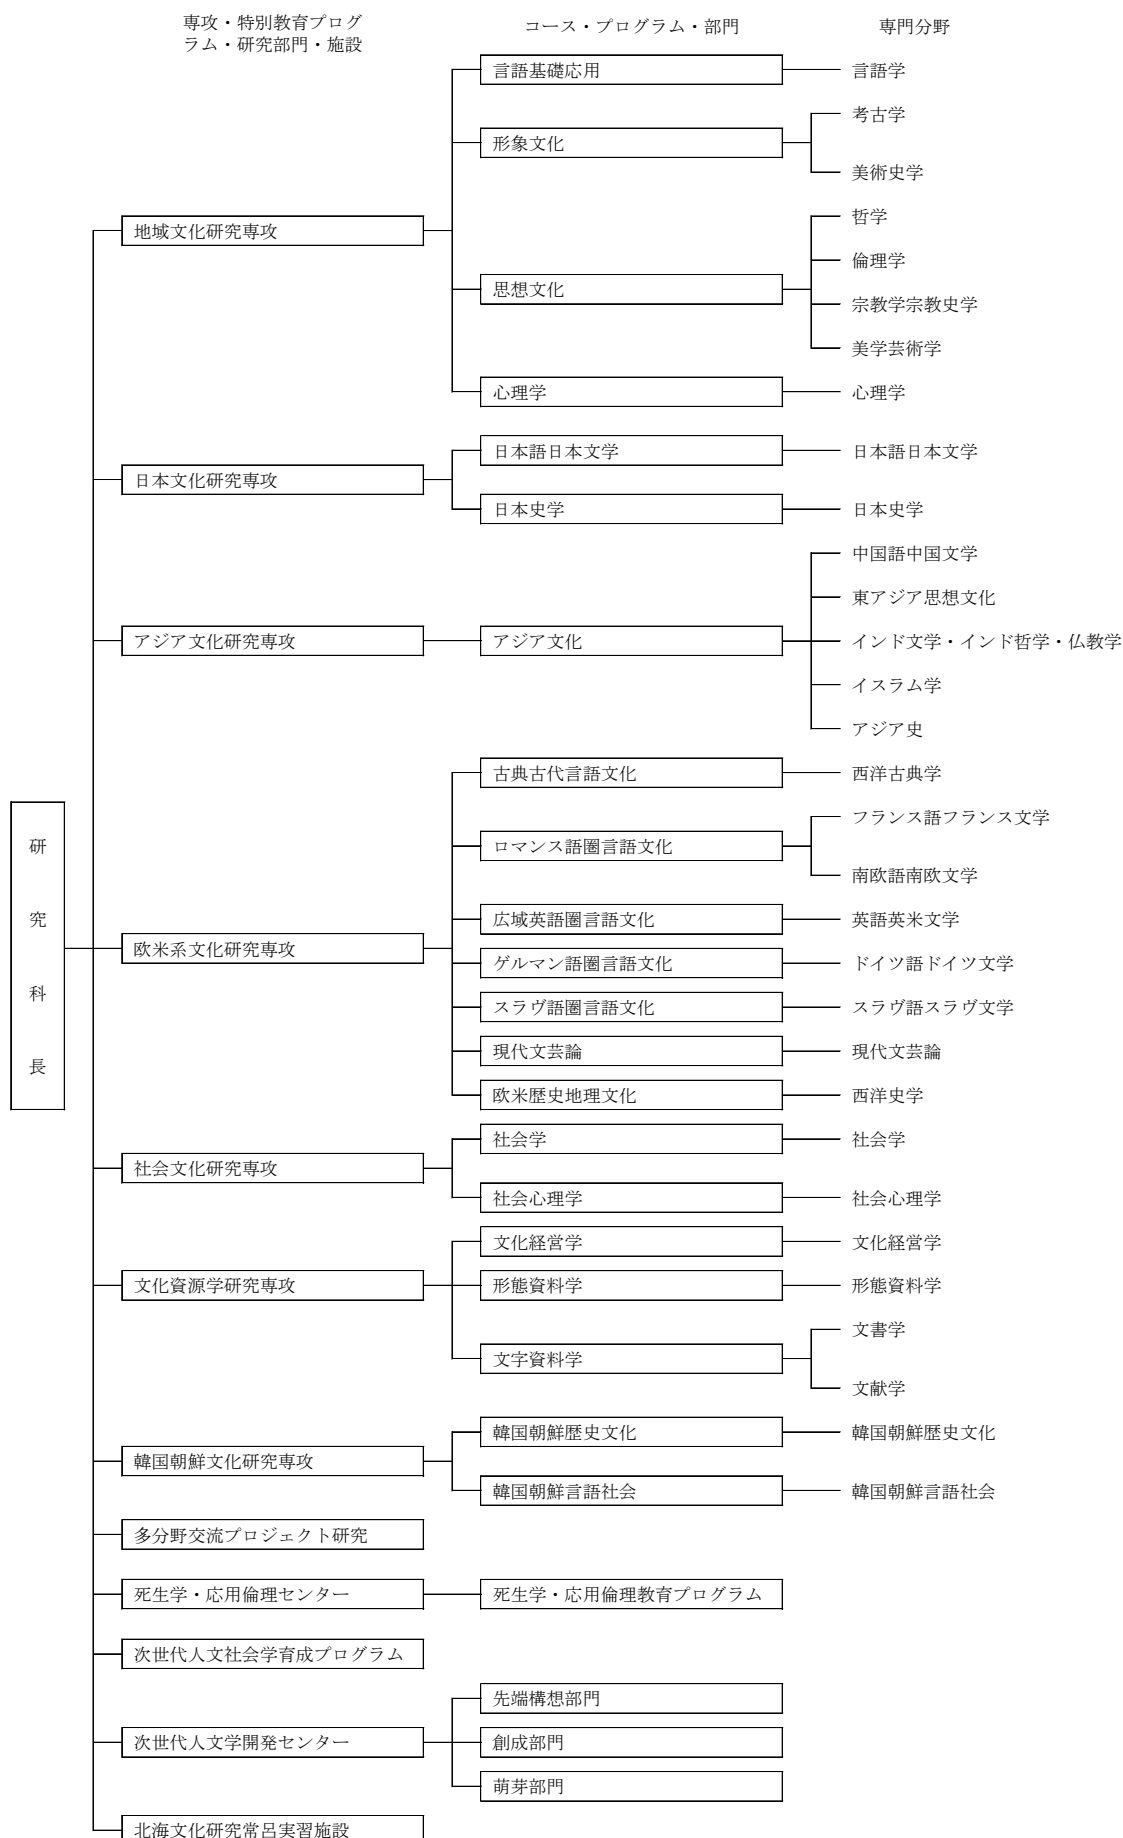 専攻・特別教育プログ
ラム・研究部門・施設
コース・プログラム・部門
専門分野
言語基礎応用
言語学
考古学
形象文化
美術史学
哲学
地域文化研究専攻
倫理学
思想文化
宗教学宗教史学
美学芸術学
心理学
心理学
日本語日本文学
日本語日本文学
日本文化研究専攻
日本史学
日本史学
中国語中国文学
東アジア思想文化
アジア文化研究専攻
アジア文化
インド文学・インド哲学・仏教学
イスラム学
アジア史
古典古代言語文化
西洋古典学
フランス語フランス文学
ロマンス語圏言語文化
南欧語南欧文学
研究科長
広域英語圏言語文化
英語英米文学
欧米系文化研究専攻
ゲルマン語圏言語文化
ドイツ語ドイツ文学
スラヴ語圏言語文化
スラヴ語スラヴ文学
現代文芸論
現代文芸論
欧米歴史地理文化
西洋史学
社会学
社会学
社会文化研究専攻
社会心理学
社会心理学
文化経営学
文化経営学
文化資源学研究専攻
形態資料学
形態資料学
文書学
文字資料学
文献学
韓国朝鮮歴史文化
韓国朝鮮歴史文化
韓国朝鮮文化研究専攻
韓国朝鮮言語社会
韓国朝鮮言語社会
多分野交流プロジェクト研究
死生学・応用倫理センター
死生学・応用倫理教育プログラム
次世代人文社会学育成プログラム
先端構想部門
次世代人文学開発センター
創成部門
萌芽部門
北海文化研究常呂実習施設